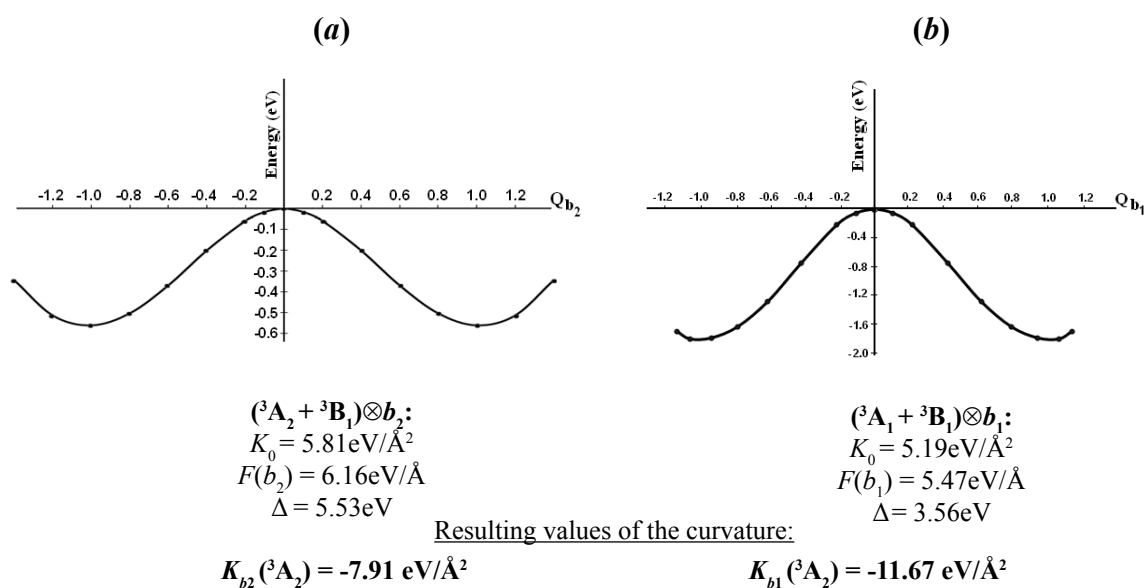 (a)
Energy (eV)
0
-1.2 -1.0 -0.8 -0.6 -0.4 -0.2 0.2 0.4 0.6 0.8 1.0 1.2 Qb₂
-0.1
-0.2
-0.3
-0.4
-0.5
-0.6
(³A₂ + ³B₁)⊗b₂:
K₀ = 5.81eV/Å²
F(b₂) = 6.16eV/Å
Δ = 5.53eV
(b)
Energy (eV)
0
-1.2 -1.0 -0.8 -0.6 -0.4 -0.2 0.2 0.4 0.6 0.8 1.0 1.2 Qb₁
-0.4
-0.8
-1.2
-1.6
-2.0
(³A₁ + ³B₁)⊗b₁:
K₀ = 5.19eV/Å²
F(b₁) = 5.47eV/Å
Δ = 3.56eV
Resulting values of the curvature:
K_b2 (³A₂) = -7.91 eV/Å²
K_b1 (³A₂) = -11.67 eV/Å²